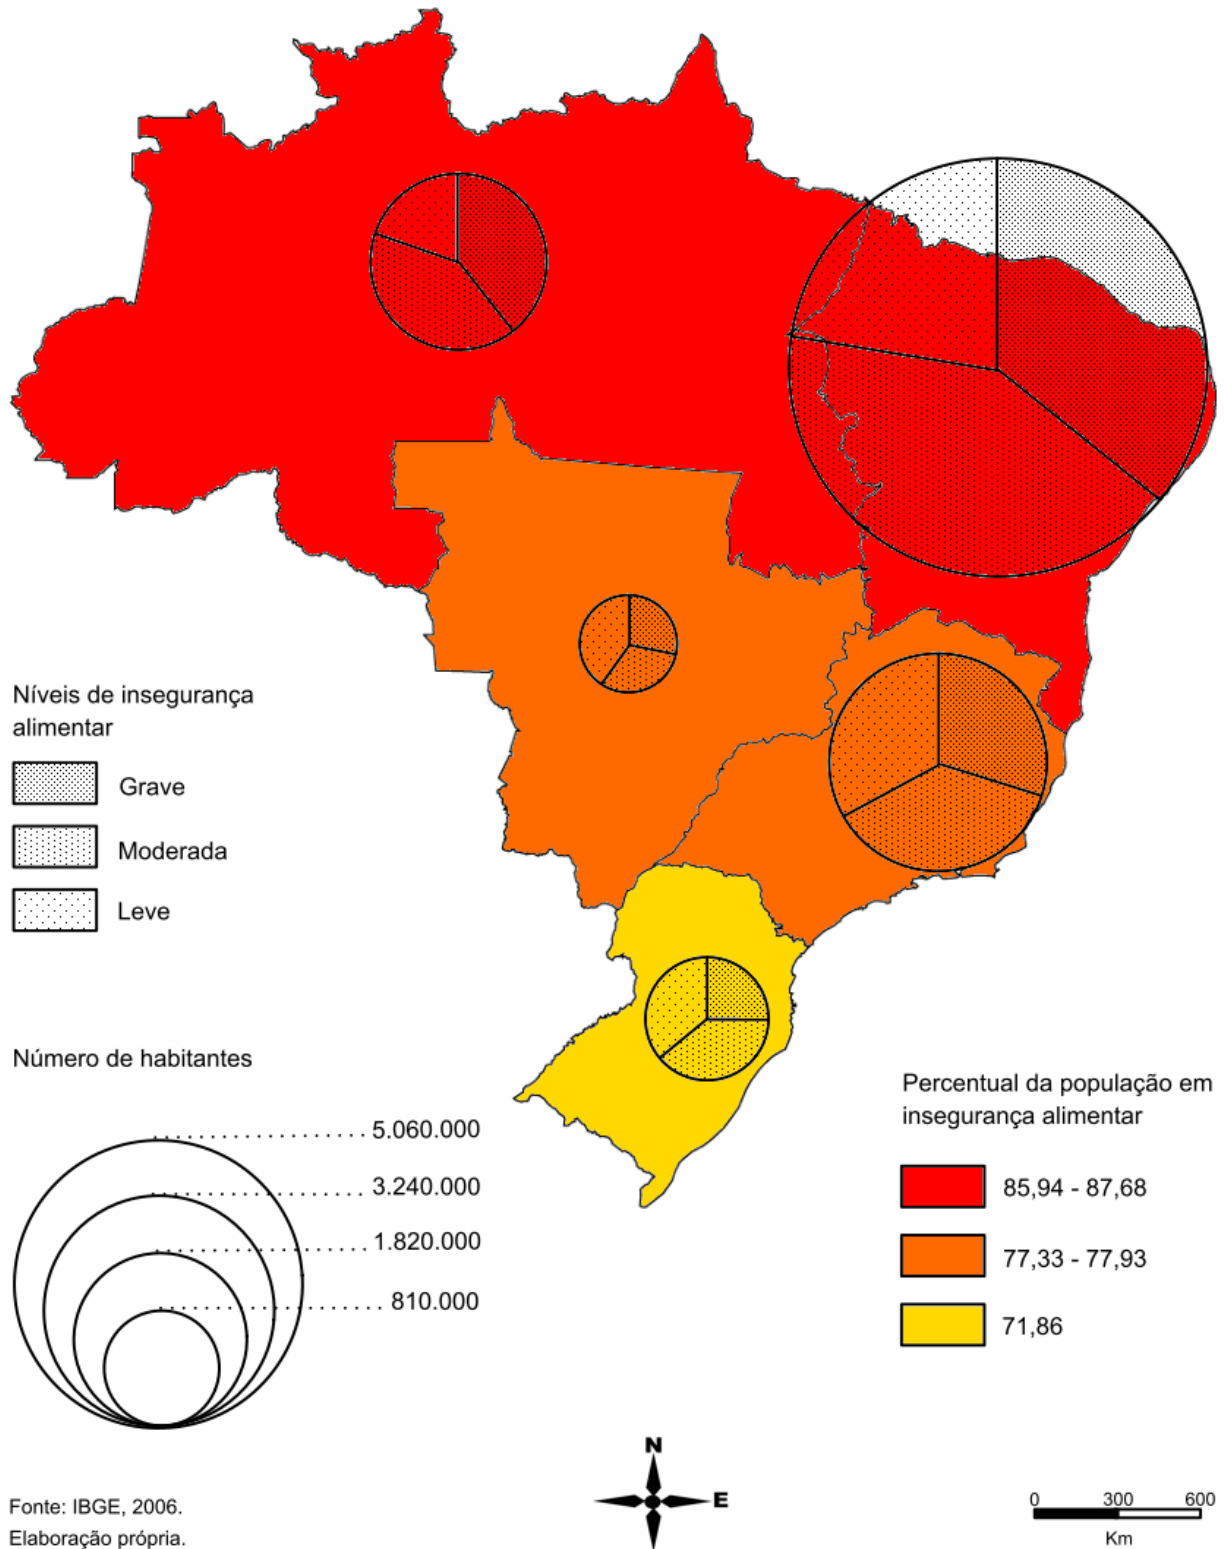 Níveis de insegurança
alimentar
Grave
Moderada
Leve
Número de habitantes
5.060.000
3.240.000
1.820.000
810.000
Percentual da população em
insegurança alimentar
85,94 - 87,68
77,33 - 77,93
71,86
N
E
0 300 600
Km
Fonte: IBGE, 2006.
Elaboração própria.